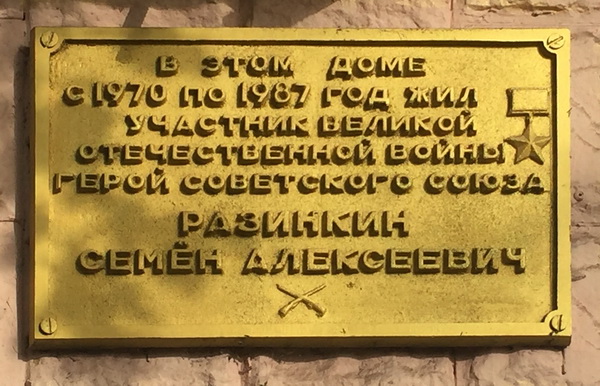 В ЭТОМ ДОМЕ
С 1970 ПО 1987 ГОД ЖИЛ
УЧАСТНИК ВЕЛИКОЙ
ОТЕЧЕСТВЕННОЙ ВОЙНЫ
ГЕРОЙ СОВЕТСКОГО СОЮЗА
РАЗИНКИН
СЕМЁН АЛЕКСЕЕВИЧ